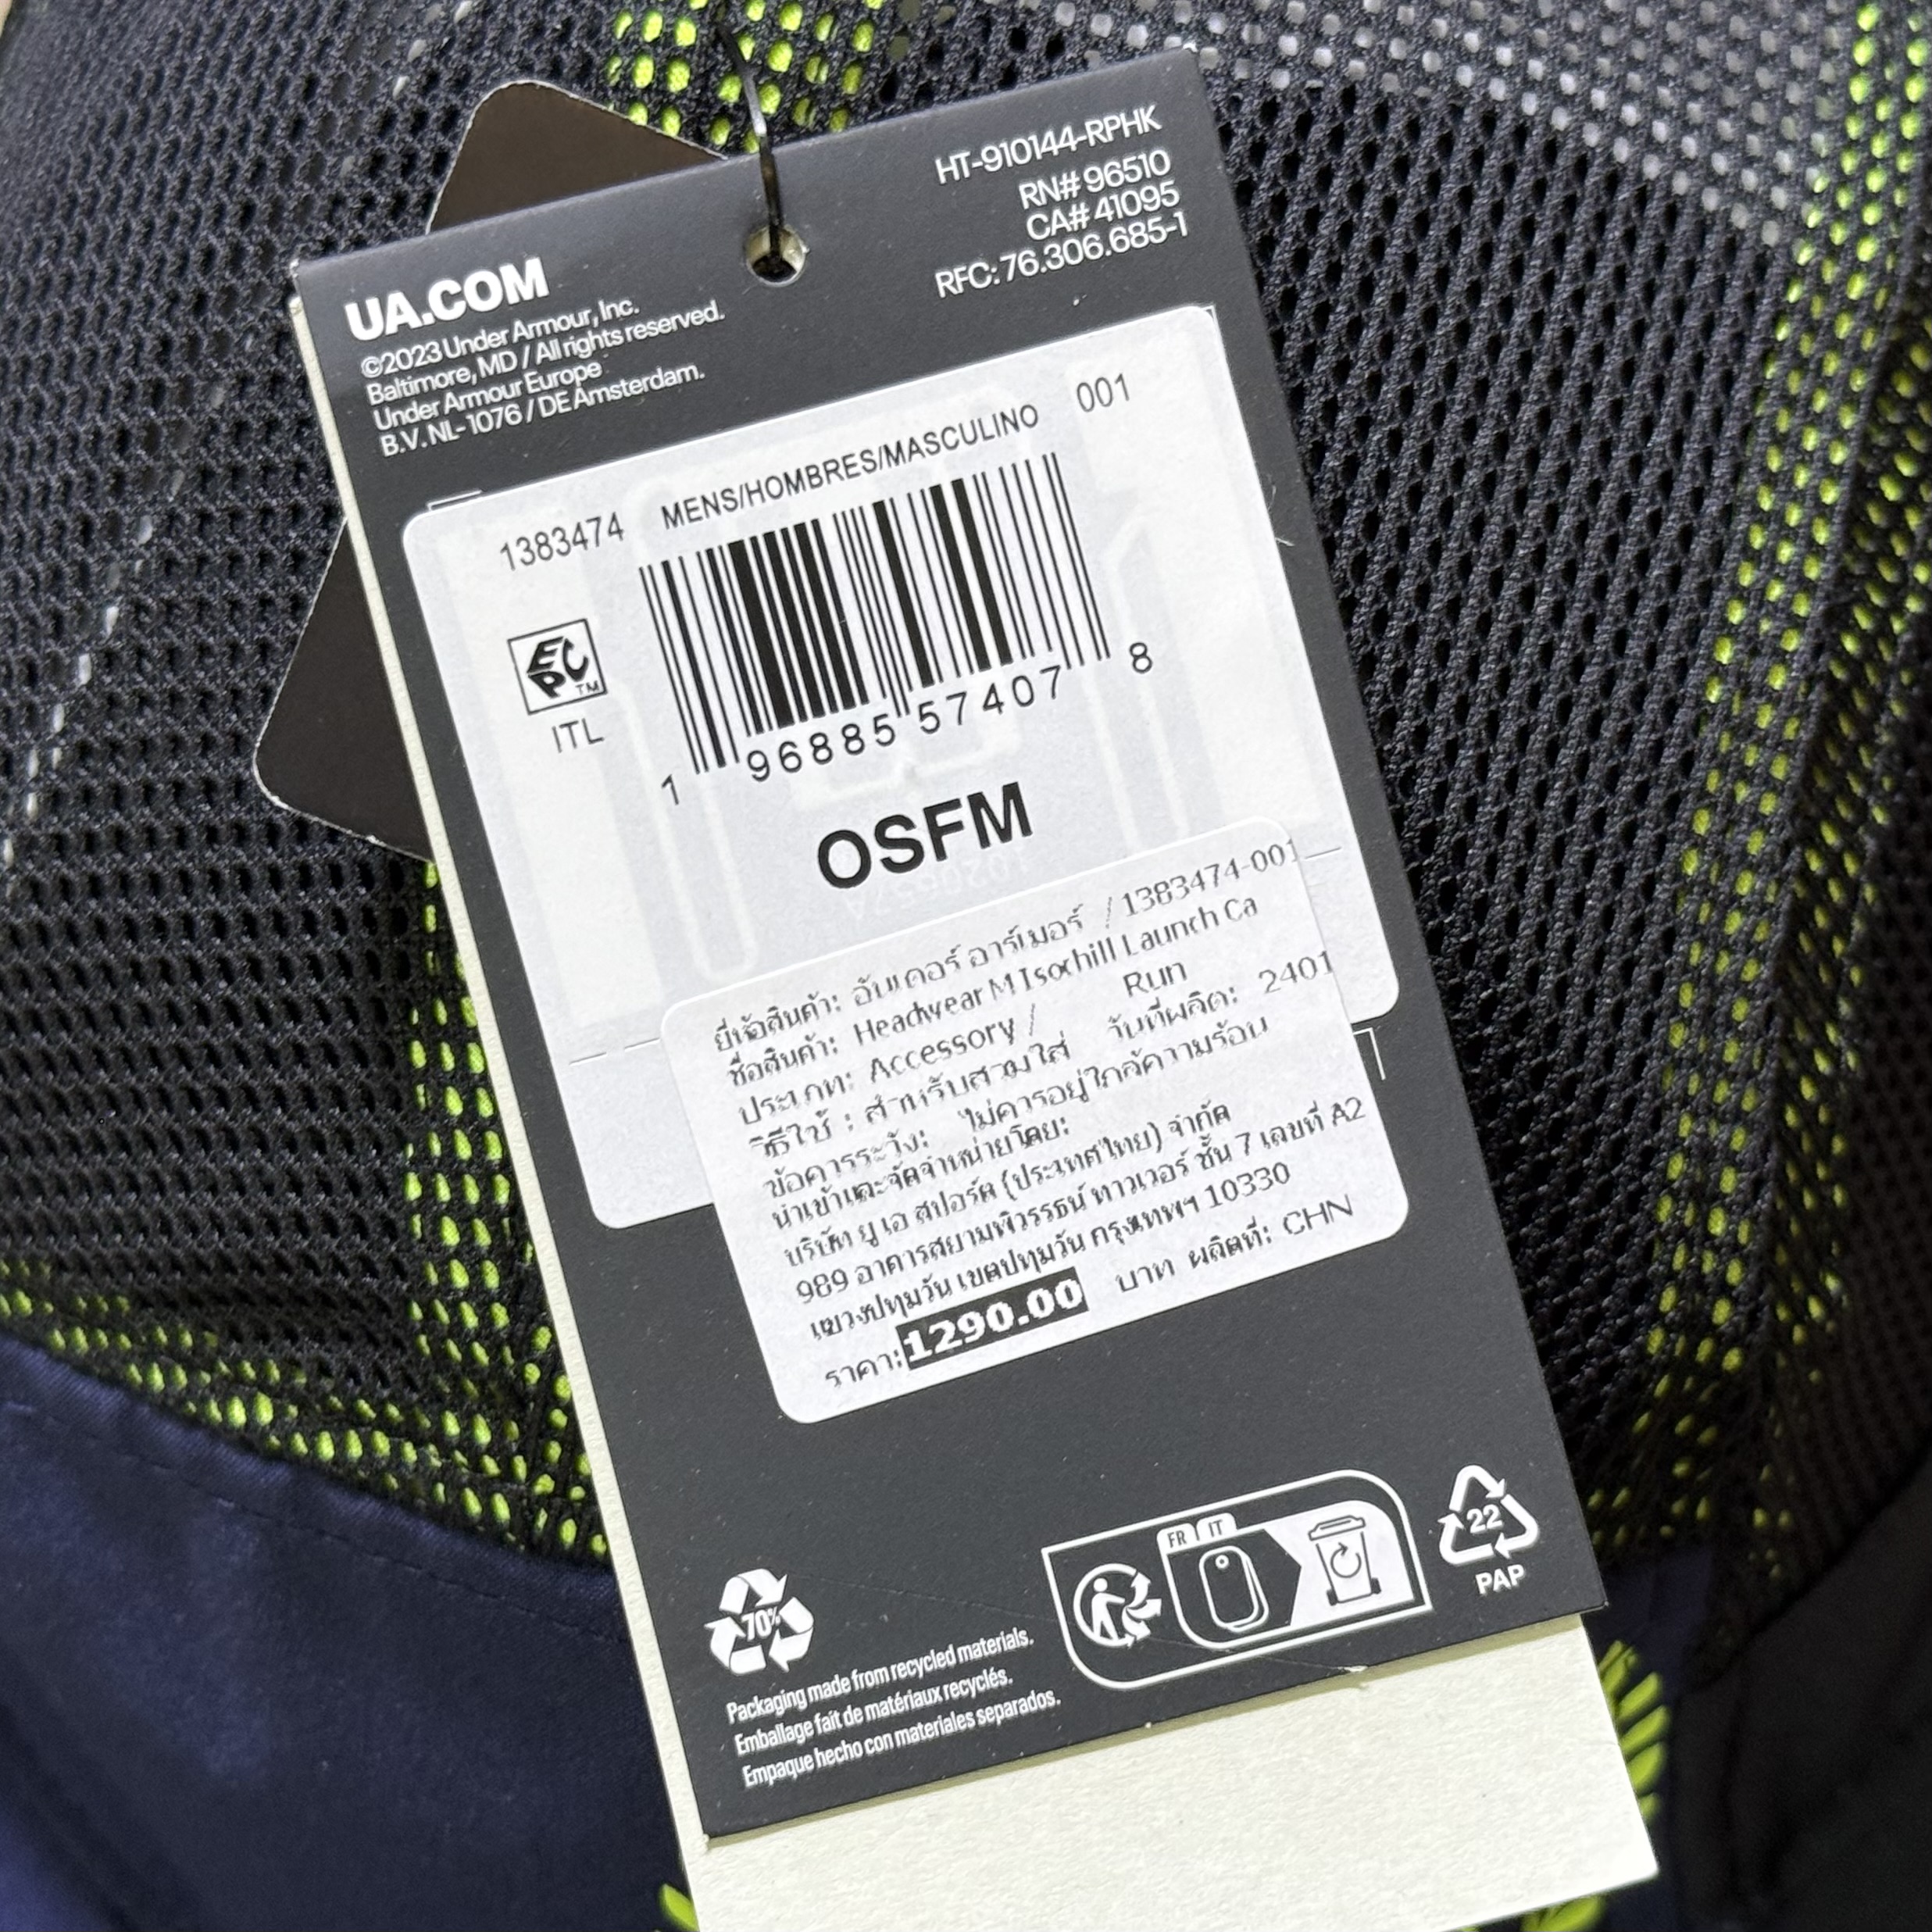 HT-910144-RPHK
RN# 96510
CA# 41095
RFC: 76.306.685-1
UA.COM
©2023 Under Armour, Inc.
Baltimore, MD / All rights reserved.
Under Armour Europe
B.V. NL- 1076 / DE Amsterdam.
1383474 MENS/HOMBRES/MASCULINO 001
EPC™
ITL
1 96885 57407 8
OSFM
ยี่ห้อสินค้า: อันเดอร์ อาร์เมอร์ / 1383474-001
ชื่อสินค้า: Headwear M Isochill Launch Ca
ประเภท: Accessory / Run
วิธีใช้ : สำหรับสวมใส่ วันที่ผลิต: 2401
ข้อควรระวัง: ไม่ควรอยู่ใกล้ความร้อน
นำเข้าและจัดจำหน่ายโดย:
บริษัท ยู เอ สปอร์ต (ประเทศไทย) จำกัด
989 อาคารสยามพิวรรธน์ ทาวเวอร์ ชั้น 7 เลขที่ A2
แขวงปทุมวัน เขตปทุมวัน กรุงเทพฯ 10330
ราคา: 1290.00 บาท ผลิตที่: CHN
FR IT
22
PAP
70%
Packaging made from recycled materials.
Emballage fait de matériaux recyclés.
Empaque hecho con materiales separados.